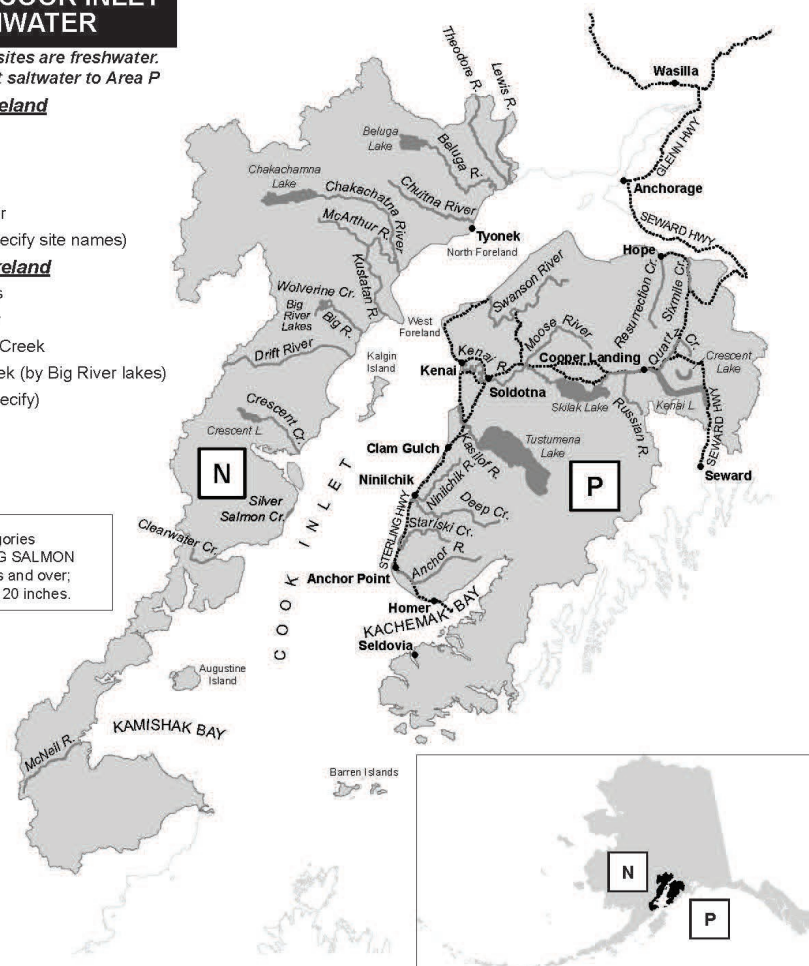 COOK INLET
sites are freshwater.
t saltwater to Area P
eland
r
ecify site names)
reland
s
Creek
ek (by Big River lakes)
ecify)
gories
G SALMON
s and over;
20 inches.
Theodore R.
Lewis R.
Beluga
Lake
Beluga R.
Chakachamna
Lake
Chakachatna River
Chuitna River
McArthur R.
Kustatan R.
Tyonek
North Foreland
Wolverine Cr.
Big
River
Lakes
Big R.
Drift River
West
Foreland
Kalgin
Island
Crescent Cr.
Crescent L.
N
Silver
Salmon Cr.
Clearwater Cr.
COOK INLET
Augustine
Island
KAMISHAK BAY
McNeil R.
Barren Islands
Wasilla
GLENN HWY
Anchorage
SEWARD HWY
Hope
Resurrection Cr.
Sixmile Cr.
Swanson River
Moose River
Kenai R.
Kenai
Cooper Landing
Quartz Cr.
Crescent
Lake
Soldotna
Skilak Lake
Russian R.
Kenai L.
SEWARD HWY
Seward
Clam Gulch
Kasilof R.
Tustumena
Lake
P
Ninilchik
Ninilchik R.
Deep Cr.
STERLING HWY
Stariski Cr.
Anchor R.
Anchor Point
Homer
KACHEMAK BAY
Seldovia
N
P